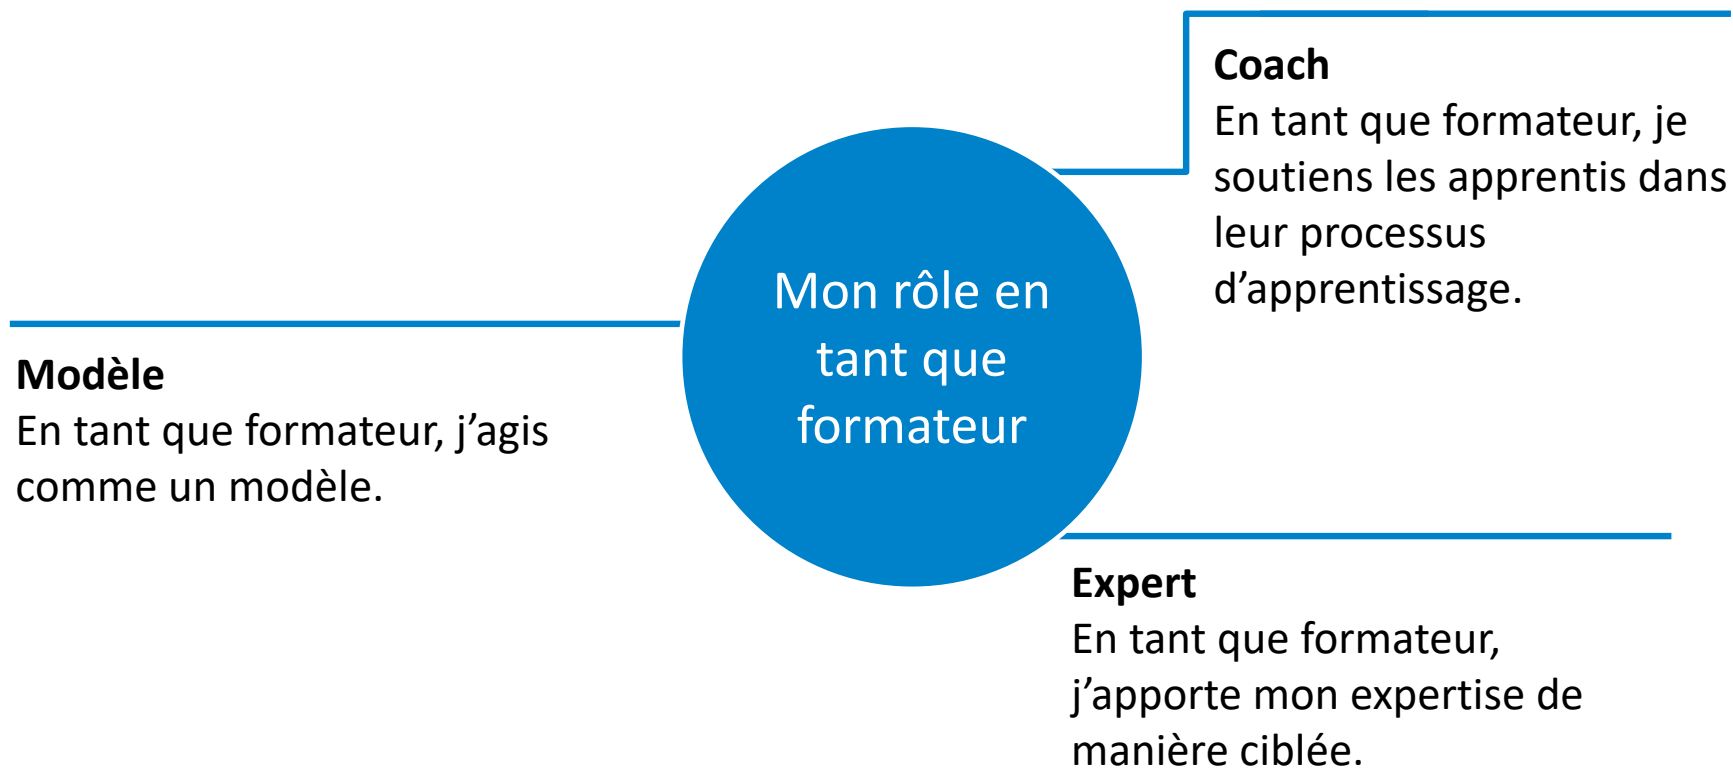 Mon rôle en
tant que
formateur
Coach
En tant que formateur, je
soutiens les apprentis dans
leur processus
d’apprentissage.
Modèle
En tant que formateur, j’agis
comme un modèle.
Expert
En tant que formateur,
j’apporte mon expertise de
manière ciblée.